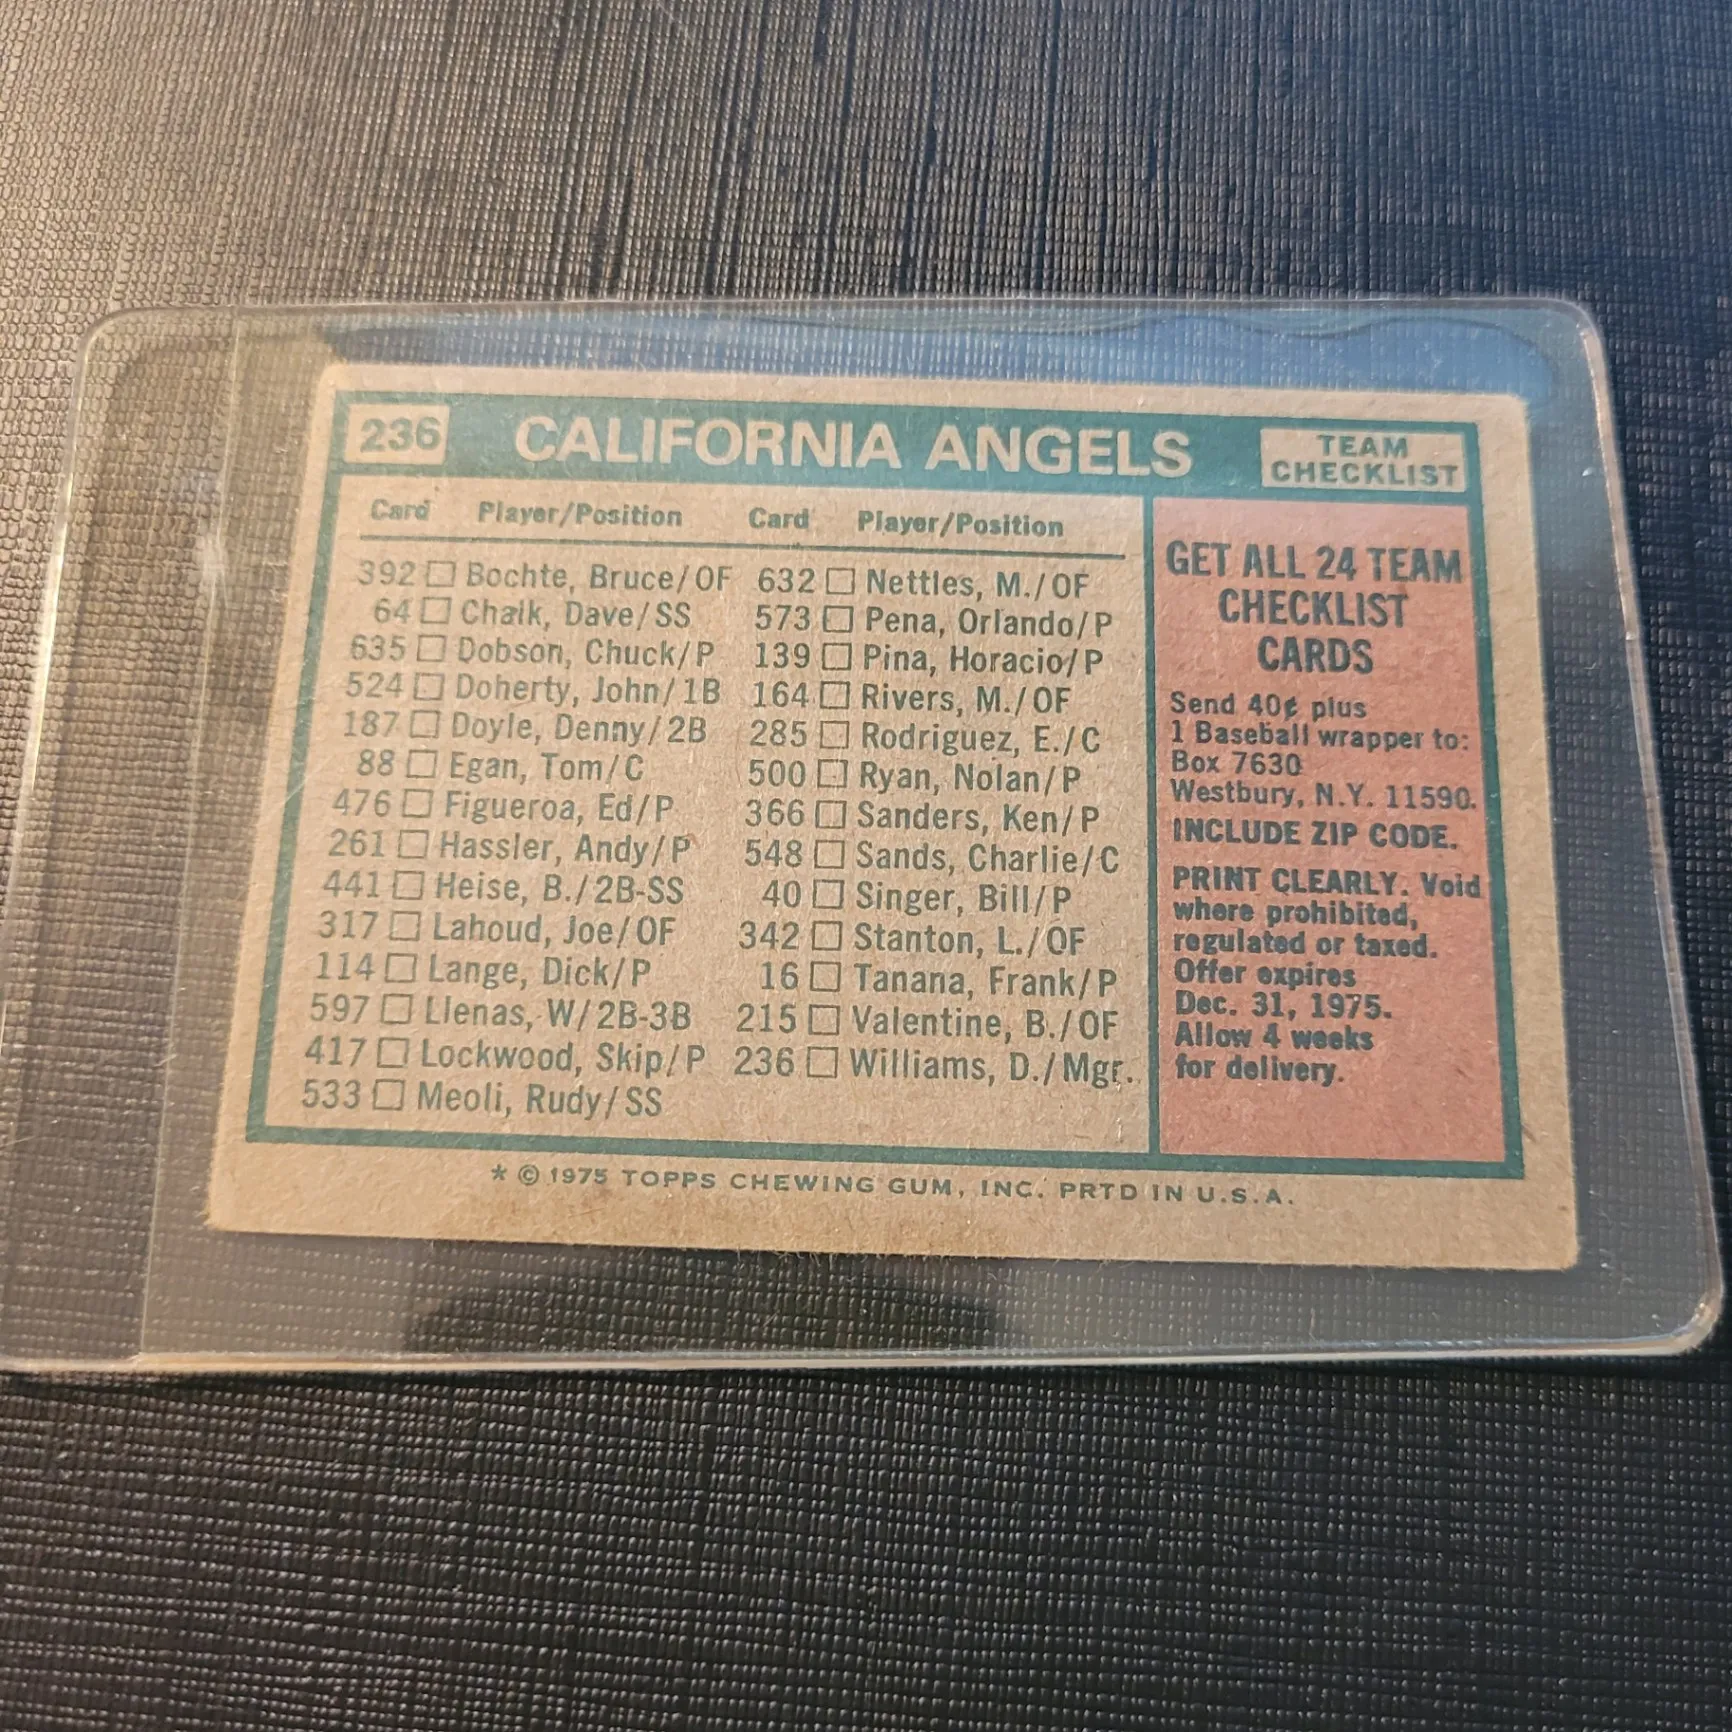 236 CALIFORNIA ANGELS TEAM CHECKLIST
Card Player/Position Card Player/Position
392 Bochte, Bruce/OF
64 Chalk, Dave/SS
635 Dobson, Chuck/P
524 Doherty, John/1B
187 Doyle, Denny/2B
88 Egan, Tom/C
476 Figueroa, Ed/P
261 Hassler, Andy/P
441 Heise, B./2B-SS
317 Lahoud, Joe/OF
114 Lange, Dick/P
597 Llenas, W/2B-3B
417 Lockwood, Skip/P
533 Meoli, Rudy/SS
632 Nettles, M./OF
573 Pena, Orlando/P
139 Pina, Horacio/P
164 Rivers, M./OF
285 Rodriguez, E./C
500 Ryan, Nolan/P
366 Sanders, Ken/P
548 Sands, Charlie/C
40 Singer, Bill/P
342 Stanton, L./OF
16 Tanana, Frank/P
215 Valentine, B./OF
236 Williams, D./Mgr.
GET ALL 24 TEAM
CHECKLIST
CARDS
Send 40¢ plus
1 Baseball wrapper to:
Box 7630
Westbury, N.Y. 11590.
INCLUDE ZIP CODE.
PRINT CLEARLY. Void
where prohibited,
regulated or taxed.
Offer expires
Dec. 31, 1975.
Allow 4 weeks
for delivery.
* © 1975 TOPPS CHEWING GUM, INC. PRTD IN U.S.A.